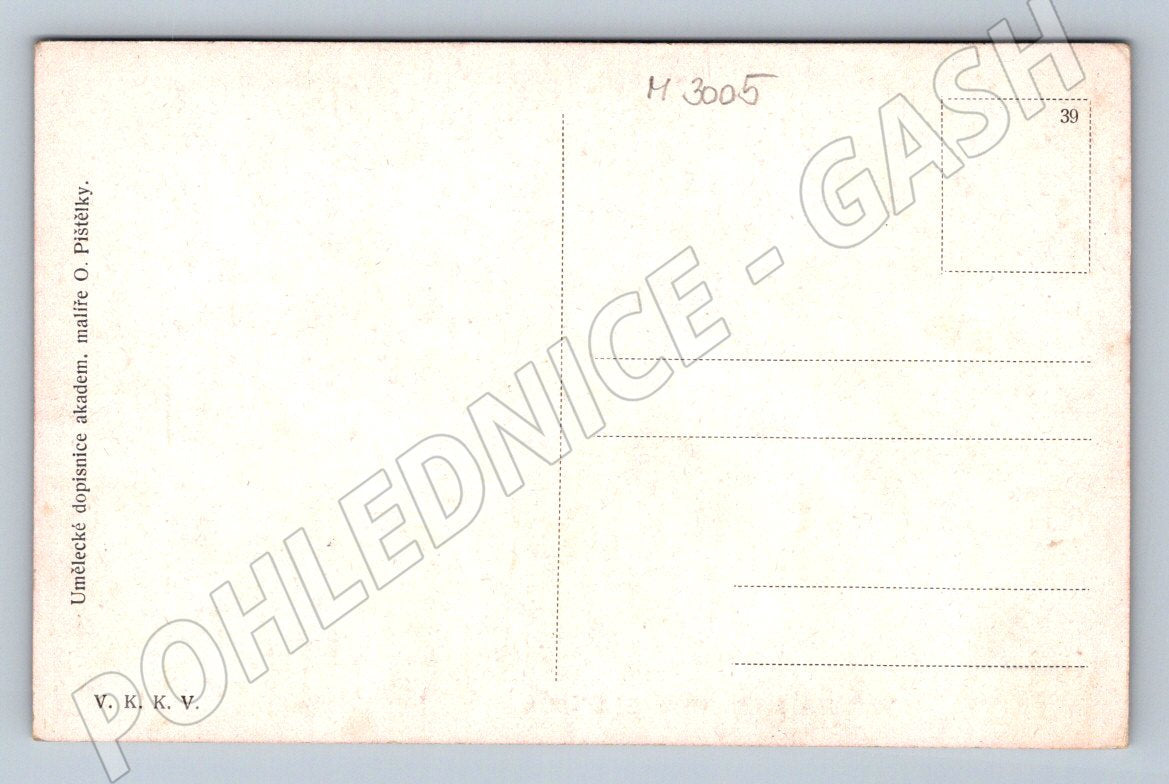 M 3005
39
Umělecké dopisnice akadem. malíře O. Pištělky.
V. K. K. V.
POHLEDNICE - GASH